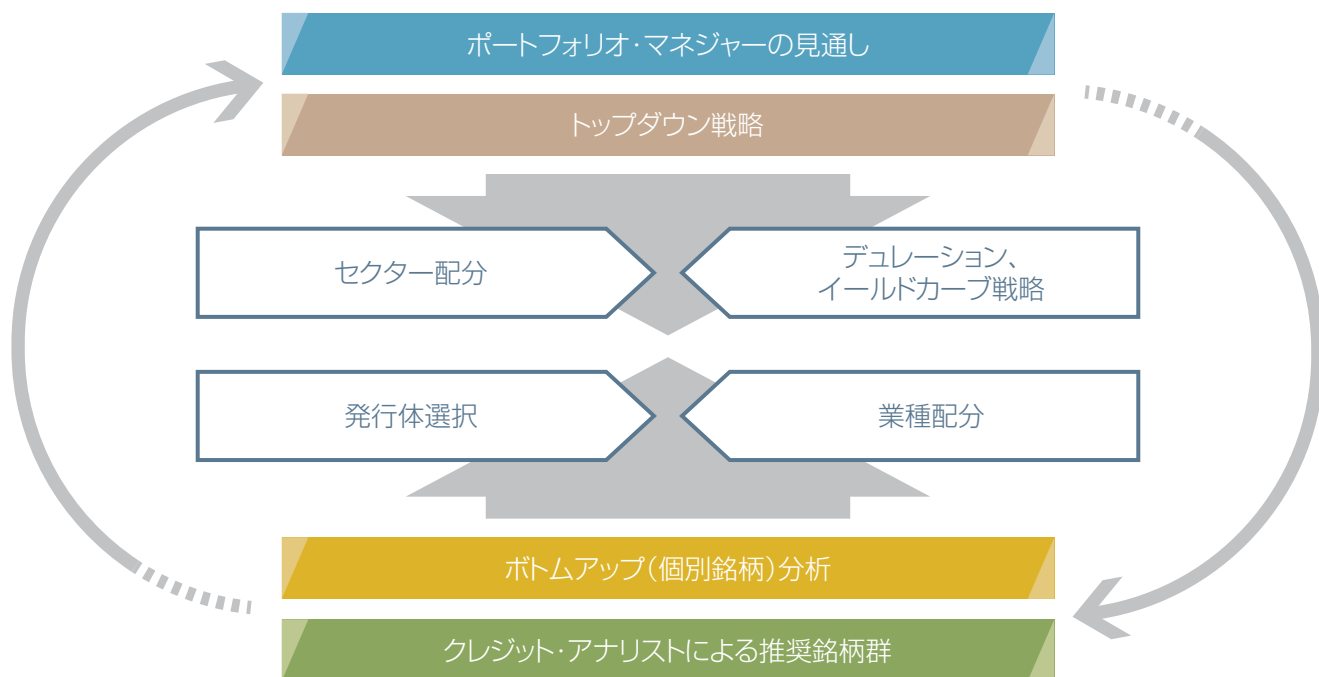 ポートフォリオ・マネジャーの見通し
トップダウン戦略
セクター配分
デュレーション、
イールドカーブ戦略
発行体選択
業種配分
ボトムアップ（個別銘柄）分析
クレジット・アナリストによる推奨銘柄群